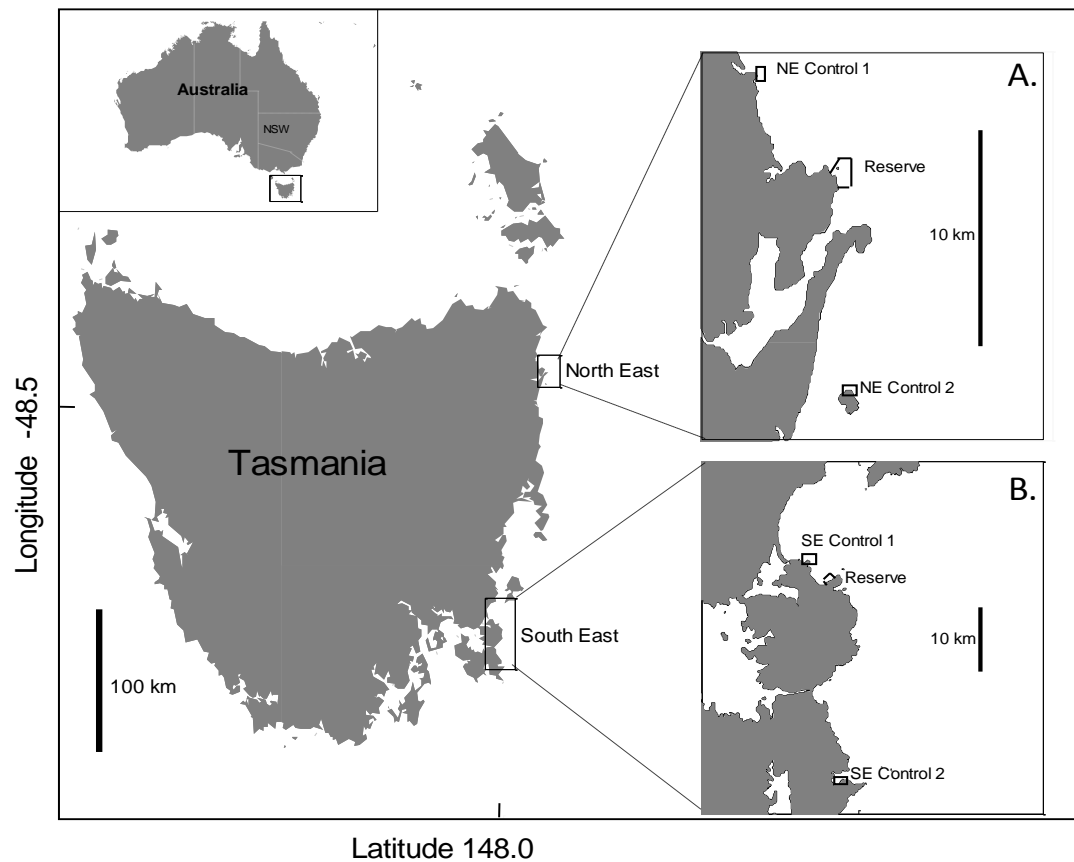 Australia
NSW
A.
NE Control 1
Reserve
10 km
NE Control 2
North East
Longitude -48.5
Tasmania
B.
SE Control 1
Reserve
10 km
South East
100 km
SE Control 2
Latitude 148.0